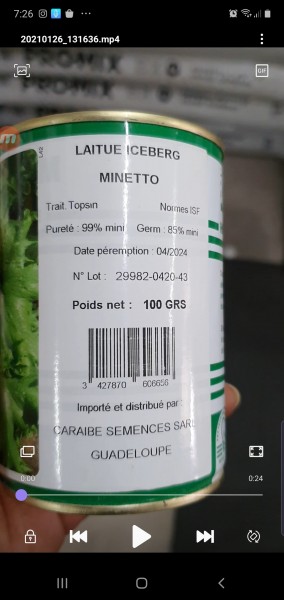 7:26
20210126_131636.mp4
GIF
LAITUE ICEBERG
MINETTO
Trait. Topsin Normes ISF
Pureté : 99% mini Germ : 85% mini
Date péremption : 04/2024
N° Lot : 29982-0420-43
Poids net : 100 GRS
3 427870 606656
Importé et distribué par
CARAIBE SEMENCES SARL
GUADELOUPE
0:00 0:24